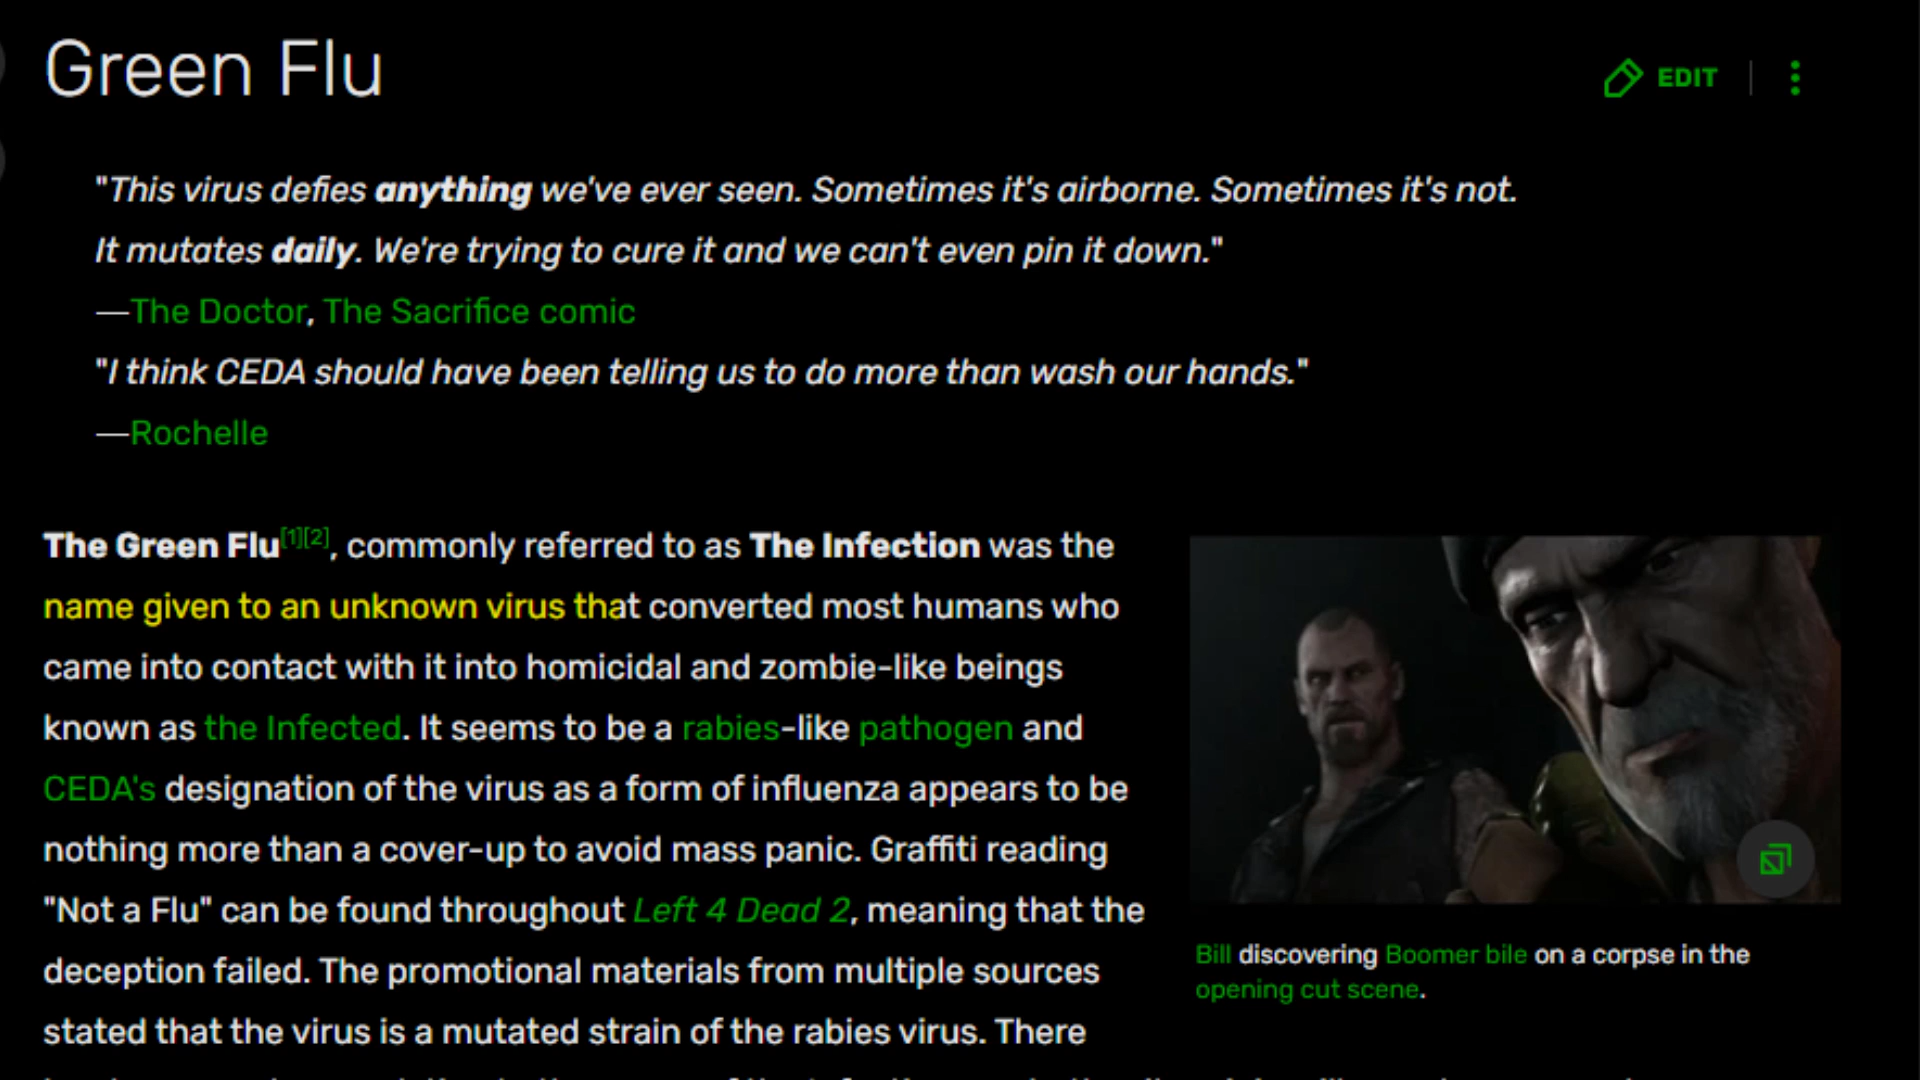 Green Flu
EDIT
"This virus defies anything we've ever seen. Sometimes it's airborne. Sometimes it's not.
It mutates daily. We're trying to cure it and we can't even pin it down."
—The Doctor, The Sacrifice comic
"I think CEDA should have been telling us to do more than wash our hands."
—Rochelle
The Green Flu[1][2], commonly referred to as The Infection was the
name given to an unknown virus that converted most humans who
came into contact with it into homicidal and zombie-like beings
known as the Infected. It seems to be a rabies-like pathogen and
CEDA's designation of the virus as a form of influenza appears to be
nothing more than a cover-up to avoid mass panic. Graffiti reading
"Not a Flu" can be found throughout Left 4 Dead 2, meaning that the
deception failed. The promotional materials from multiple sources
stated that the virus is a mutated strain of the rabies virus. There
Bill discovering Boomer bile on a corpse in the
opening cut scene.